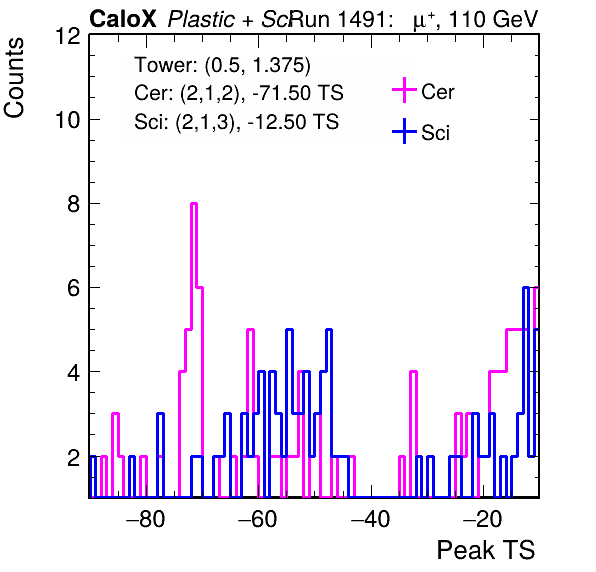 CaloX Plastic + Sci Run 1491: μ⁺, 110 GeV
Tower: (0.5, 1.375)
Cer: (2,1,2), -71.50 TS
Sci: (2,1,3), -12.50 TS
Cer
Sci
Counts
12
10
8
6
4
2
−80 −60 −40 −20
Peak TS